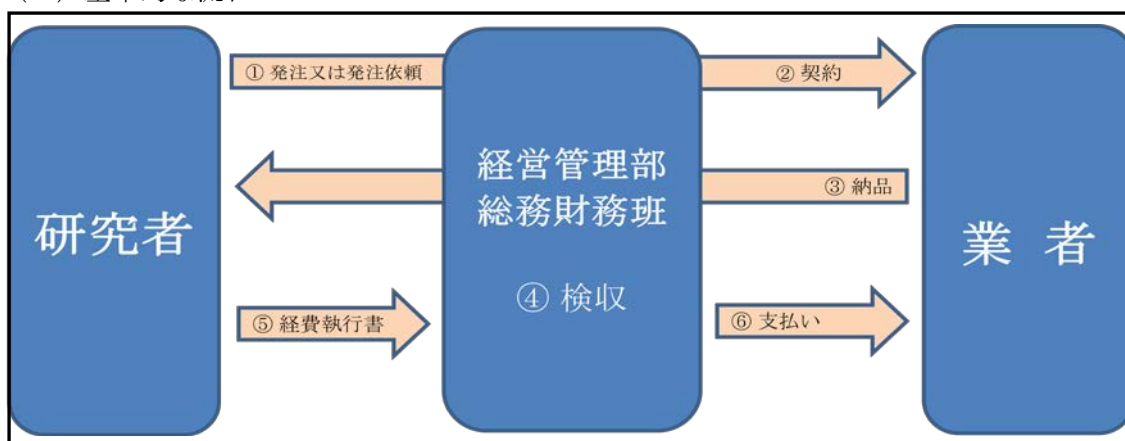 研究者
① 発注又は発注依頼
② 契約
経営管理部
総務財務班
④ 検収
③ 納品
業 者
⑤ 経費執行書
⑥ 支払い